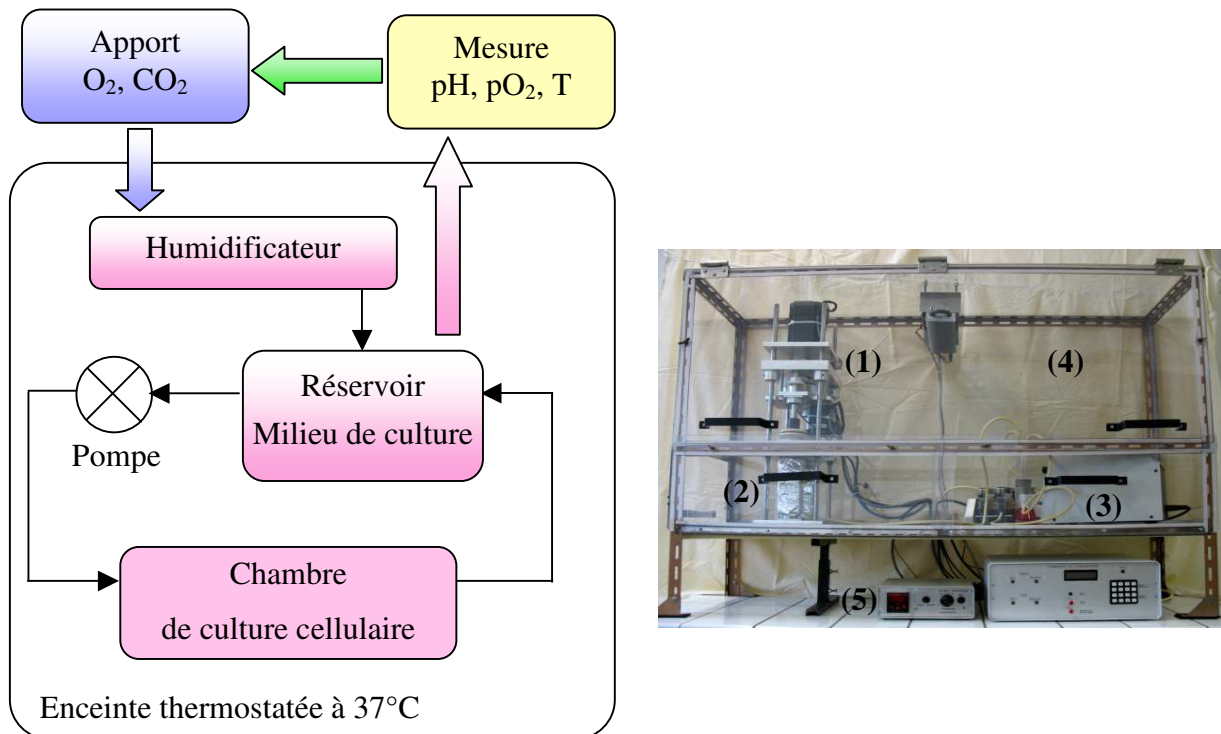 Apport
O₂, CO₂
Mesure
pH, pO₂, T
Humidificateur
Réservoir
Milieu de culture
Pompe
Chambre
de culture cellulaire
Enceinte thermostatée à 37°C
(1)
(4)
(2)
(3)
(5)